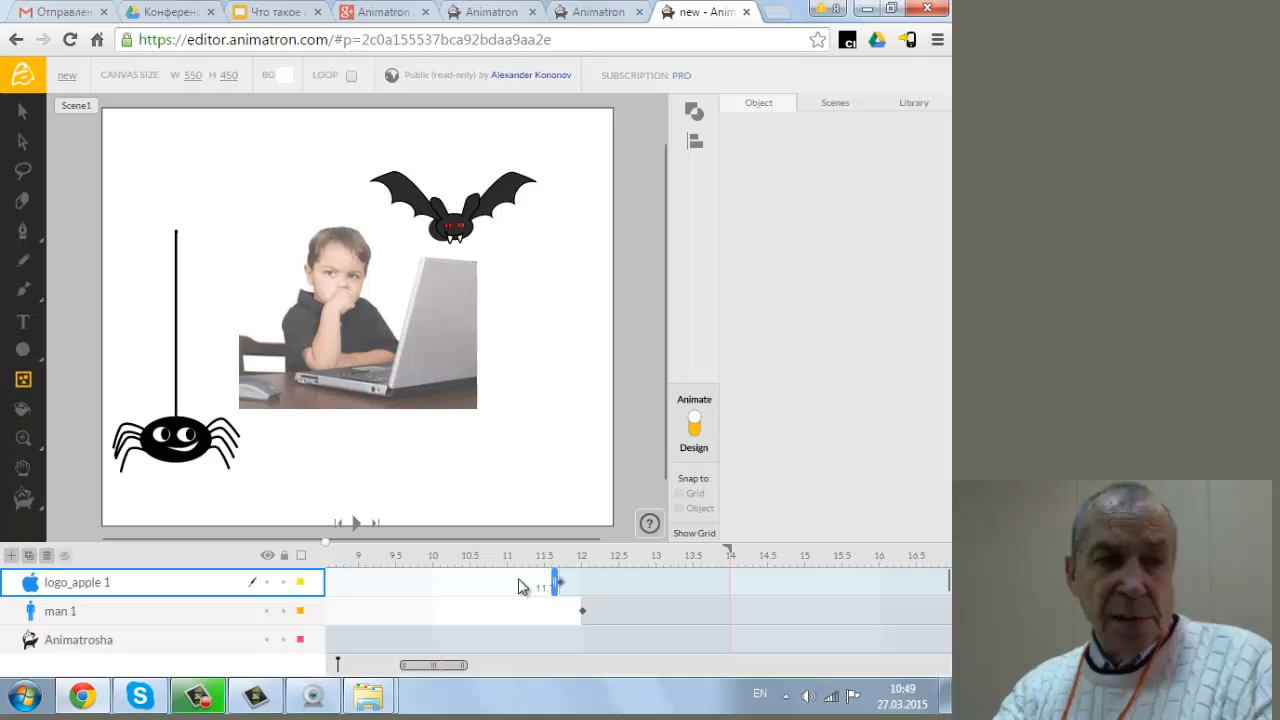 Отправлен
Конференц
Что такое
Animatron
Animatron
Animatron
new - Anim
Я
https://editor.animatron.com/#p=2c0a155537bca92bdaa9aa2e
C!
new
CANVAS SIZE W 550 H 450
BG
LOOP
Public (read-only) by Alexander Kononov
SUBSCRIPTION: PRO
Scene1
Object
Scenes
Library
Animate
Design
Snap to:
Grid
Object
Show Grid
?
9 9.5 10 10.5 11 11.5 12 12.5 13 13.5 14 14.5 15 15.5 16 16.5
logo_apple 1
man 1
Animatrosha
EN
10:49
27.03.2015